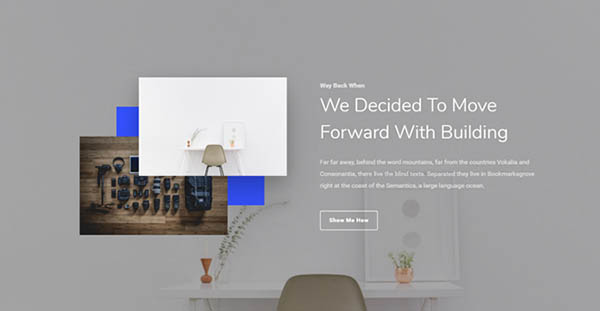 Way Back When
We Decided To Move
Forward With Building
Far far away, behind the word mountains, far from the countries Vokalia and
Consonantia, there live the blind texts. Separated they live in Bookmarksgrove
right at the coast of the Semantics, a large language ocean.
Show Me How